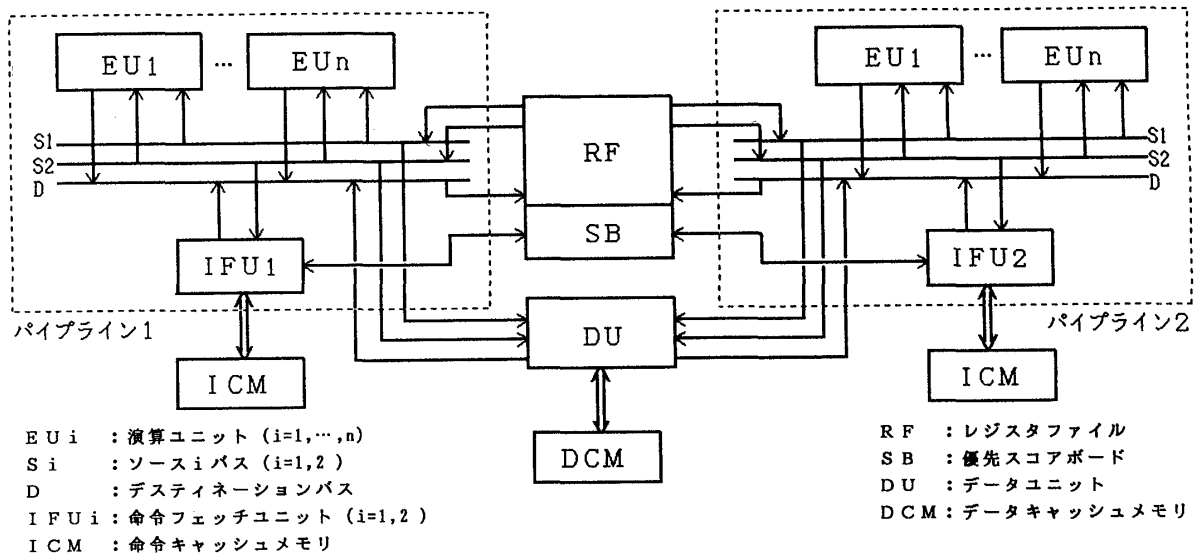 EU1 … EUn
EU1 … EUn
S1
S2
D
RF
SB
S1
S2
D
IFU1
IFU2
パイプライン1
パイプライン2
DU
ICM
ICM
DCM
EUi :演算ユニット (i=1,…,n)
Si :ソースiバス (i=1,2)
D :デスティネーションバス
IFUi:命令フェッチユニット (i=1,2)
ICM :命令キャッシュメモリ
RF :レジスタファイル
SB :優先スコアボード
DU :データユニット
DCM:データキャッシュメモリ